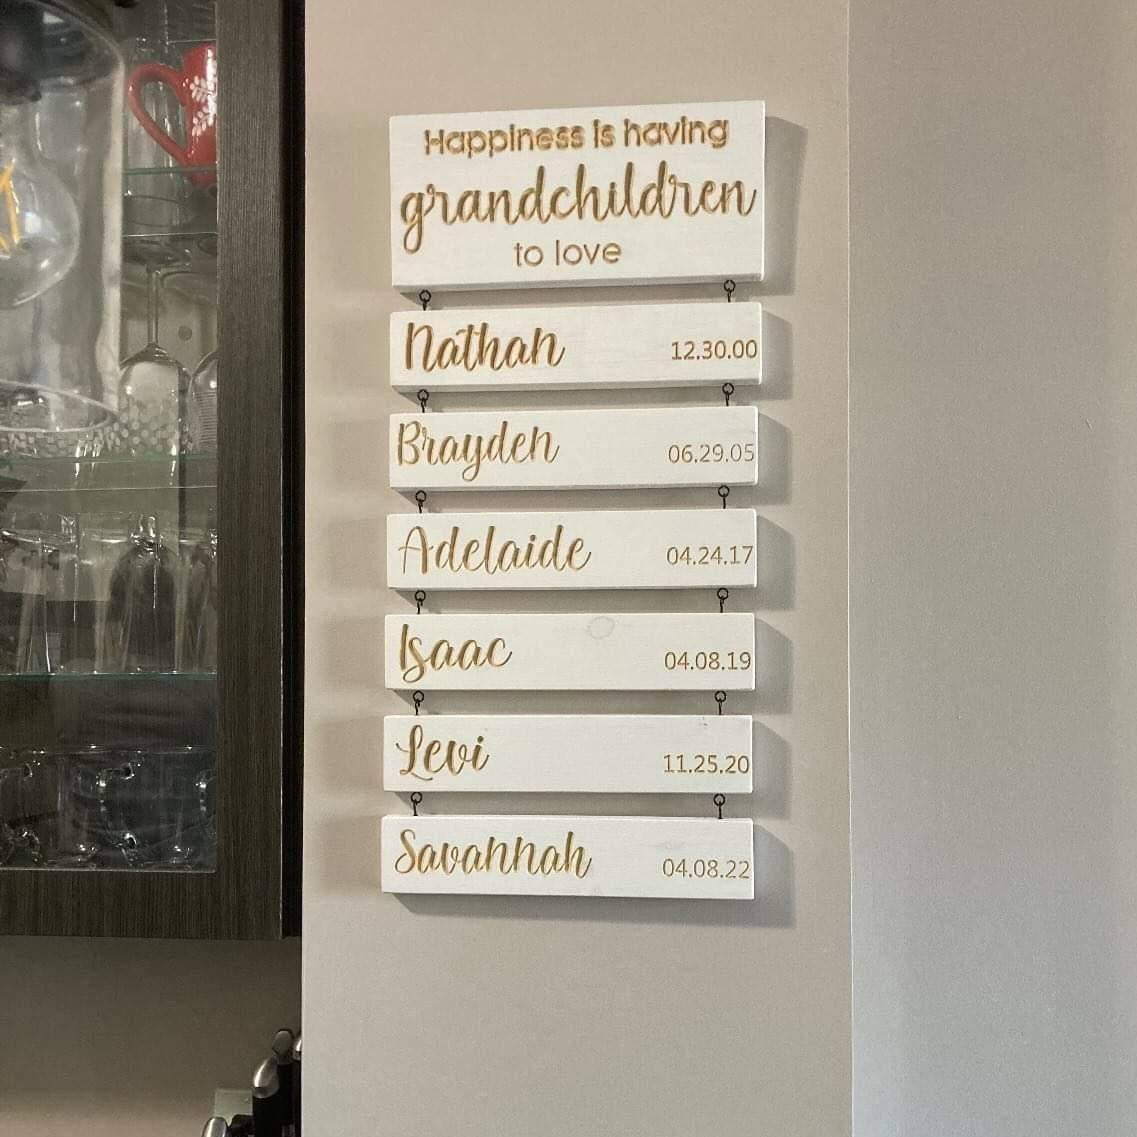 Happiness is having
grandchildren
to love
Nathan 12.30.00
Brayden 06.29.05
Adelaide 04.24.17
Isaac 04.08.19
Levi 11.25.20
Savannah 04.08.22